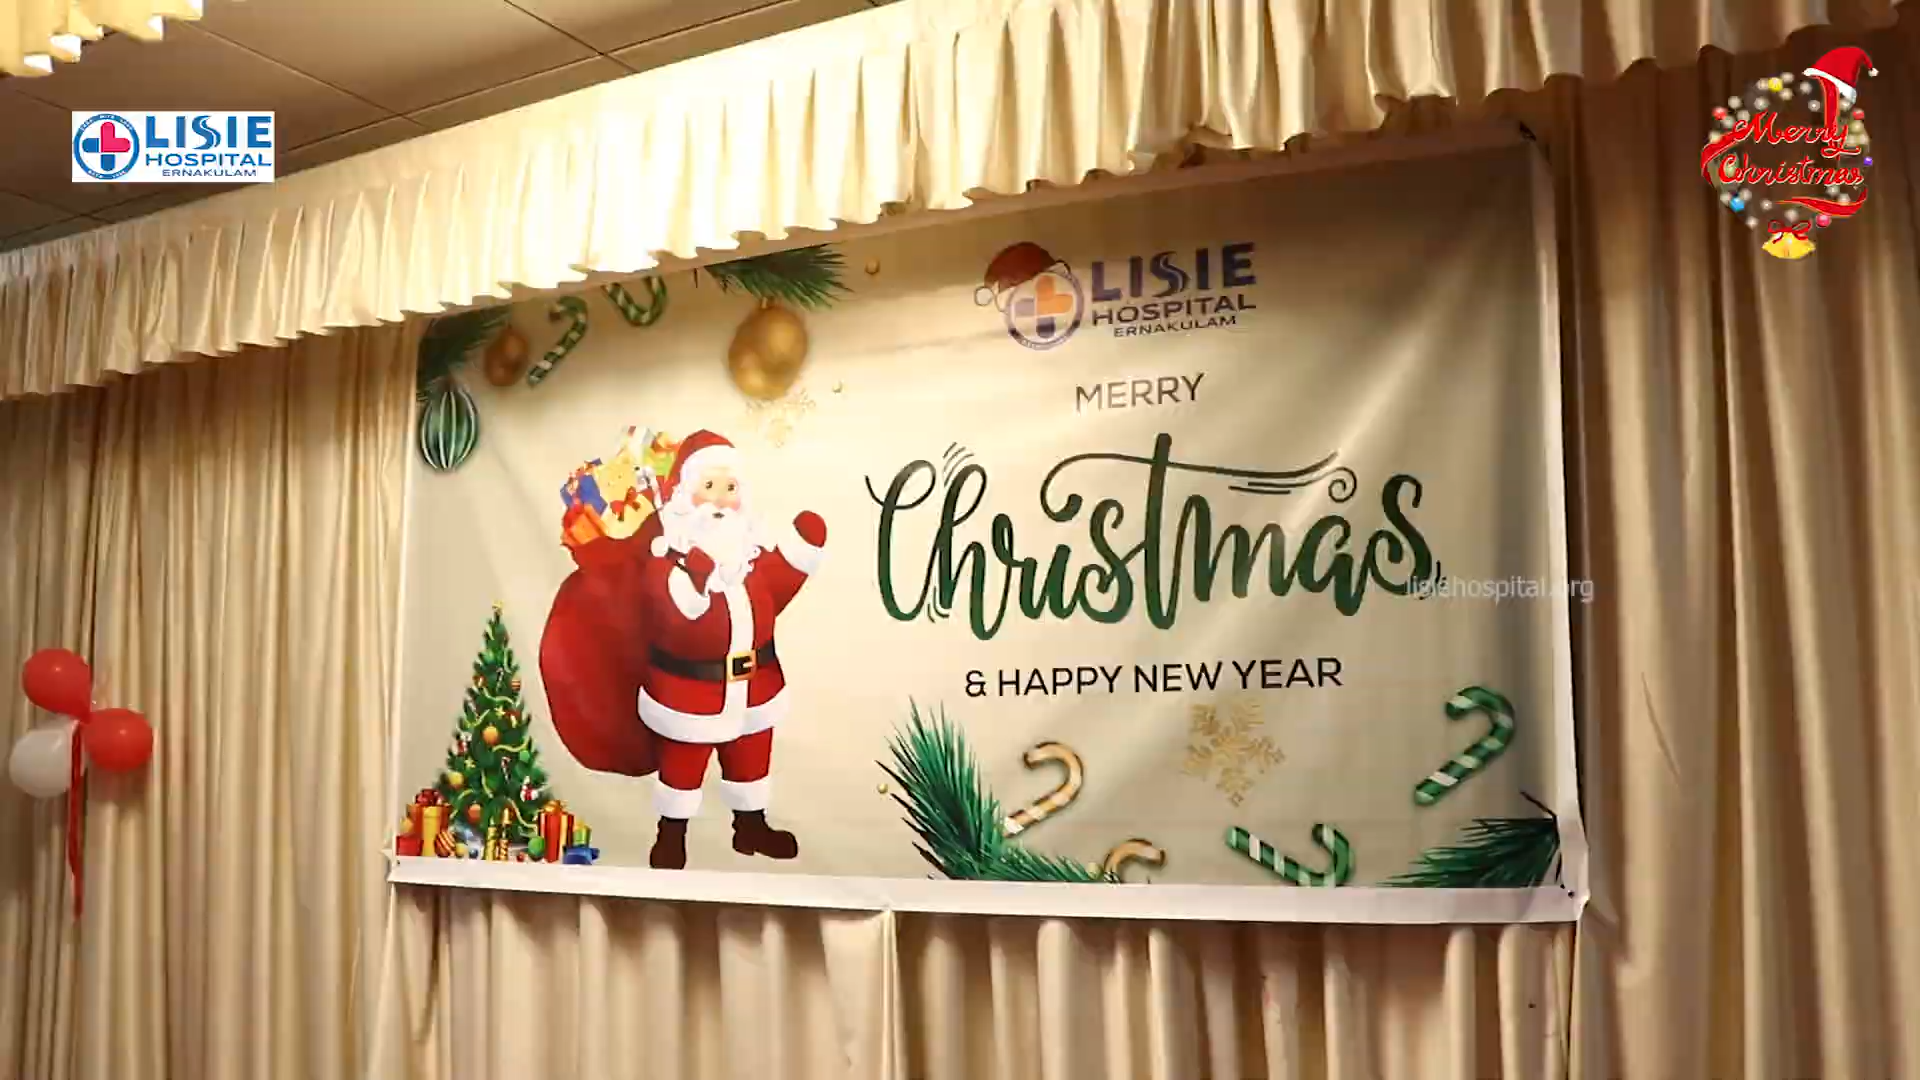 LISIE
HOSPITAL
ERNAKULAM
Merry
Christmas
LISIE
HOSPITAL
ERNAKULAM
MERRY
Christmas
lisiehospital.org
& HAPPY NEW YEAR